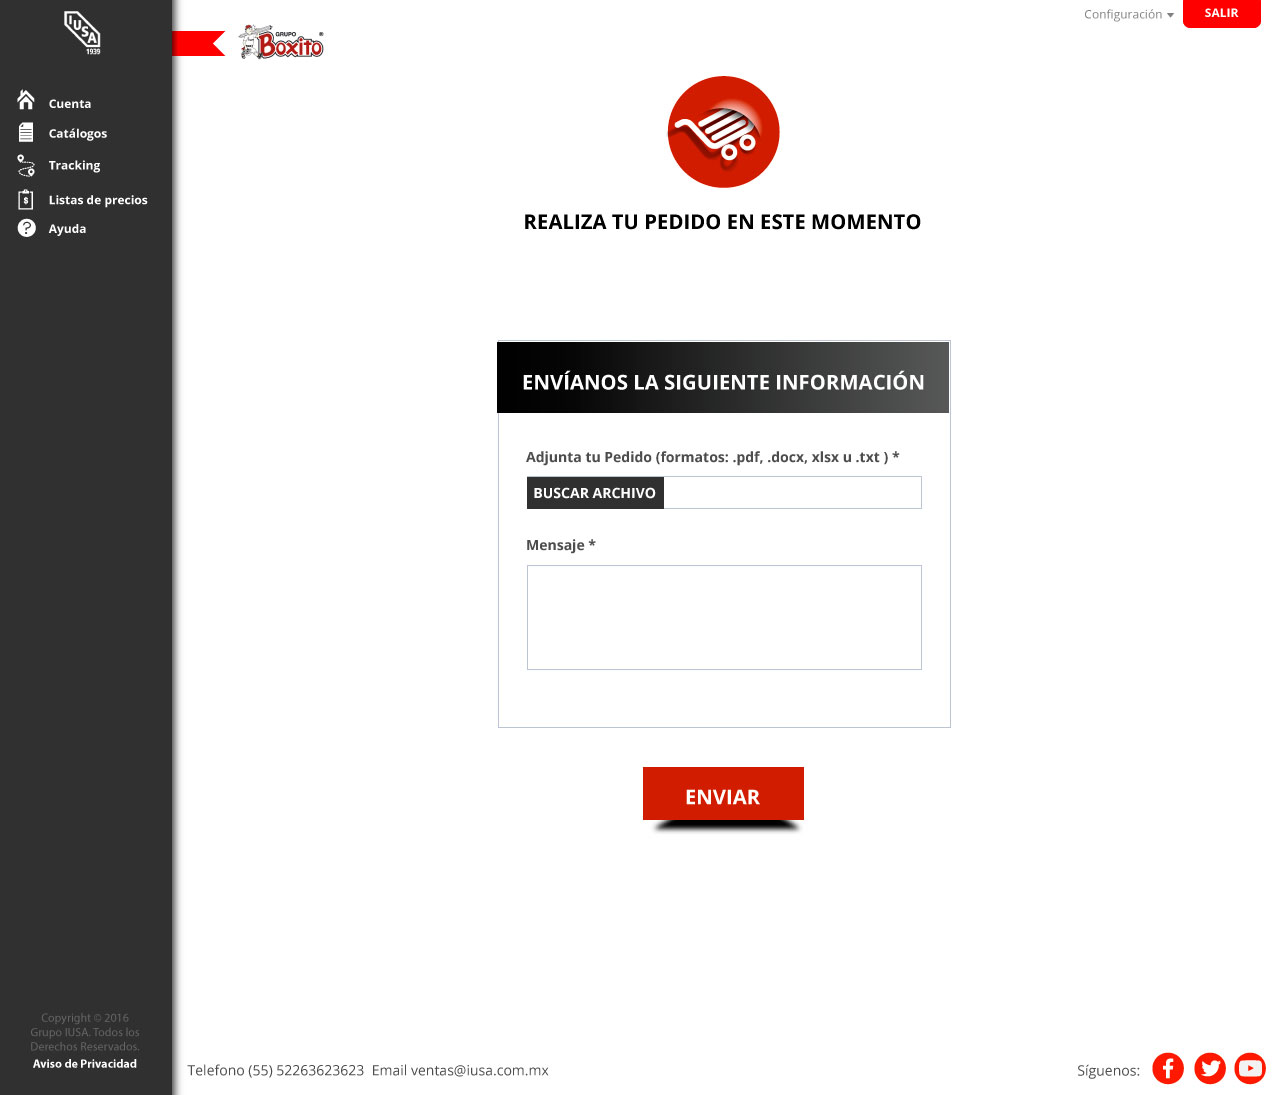 IUSA
1939
Cuenta
Catálogos
Tracking
Listas de precios
Ayuda
Copyright © 2016
Grupo IUSA. Todos los
Derechos Reservados.
Aviso de Privacidad
GRUPO
Boxito®
Configuración
SALIR
REALIZA TU PEDIDO EN ESTE MOMENTO
ENVÍANOS LA SIGUIENTE INFORMACIÓN
Adjunta tu Pedido (formatos: .pdf, .docx, xlsx u .txt ) *
BUSCAR ARCHIVO
Mensaje *
ENVIAR
Telefono (55) 52263623623 Email ventas@iusa.com.mx
Síguenos: